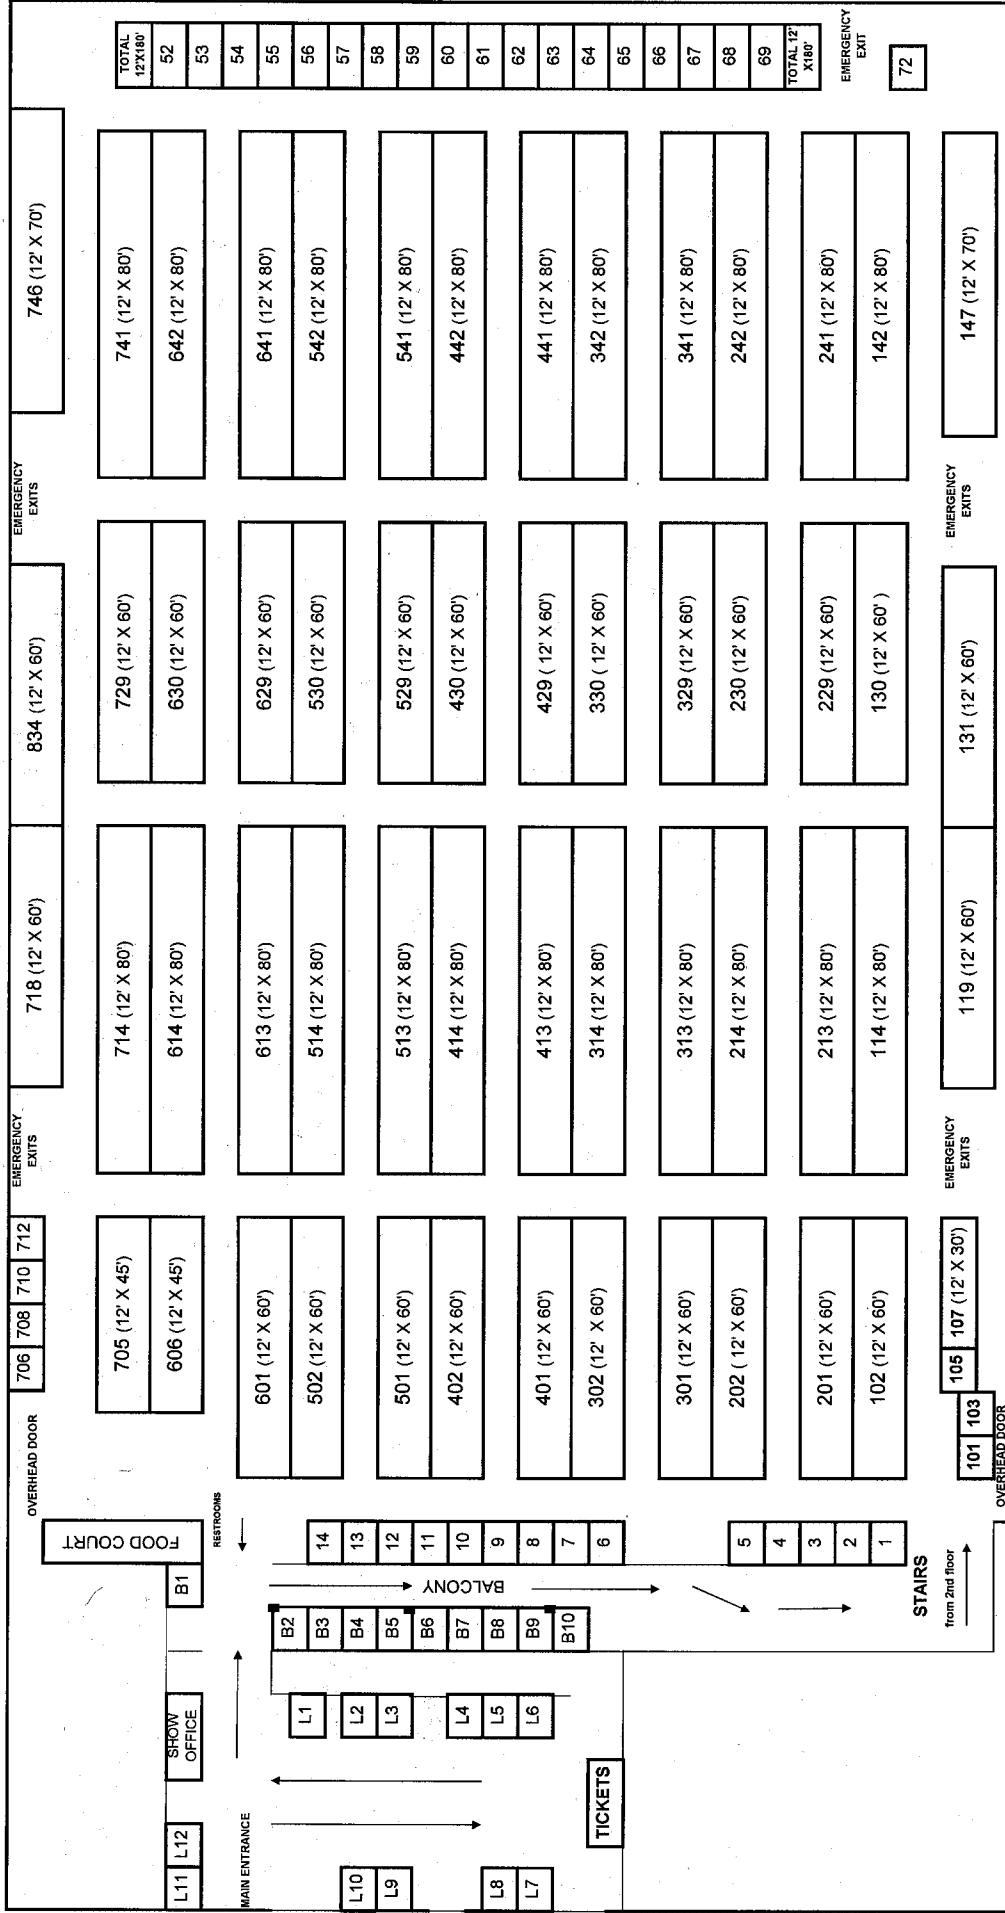 TOTAL
12'X180'
52
53
54
55
56
57
58
59
60
61
62
63
64
65
66
67
68
69
TOTAL 12'
X180'
EMERGENCY
EXIT
72
746 (12' X 70')
741 (12' X 80')
642 (12' X 80')
641 (12' X 80')
542 (12' X 80')
541 (12' X 80')
442 (12' X 80')
441 (12' X 80')
342 (12' X 80')
341 (12' X 80')
242 (12' X 80')
241 (12' X 80')
142 (12' X 80')
147 (12' X 70')
EMERGENCY
EXITS
EMERGENCY
EXITS
834 (12' X 60')
729 (12' X 60')
630 (12' X 60')
629 (12' X 60')
530 (12' X 60')
529 (12' X 60')
430 (12' X 60')
429 ( 12' X 60')
330 ( 12' X 60')
329 (12' X 60')
230 (12' X 60')
229 (12' X 60')
130 (12' X 60' )
131 (12' X 60')
718 (12' X 60')
714 (12' X 80')
614 (12' X 80')
613 (12' X 80')
514 (12' X 80')
513 (12' X 80')
414 (12' X 80')
413 (12' X 80')
314 (12' X 80')
313 (12' X 80')
214 (12' X 80')
213 (12' X 80')
114 (12' X 80')
119 (12' X 60')
EMERGENCY
EXITS
EMERGENCY
EXITS
706 708 710 712
705 (12' X 45')
606 (12' X 45')
601 (12' X 60')
502 (12' X 60')
501 (12' X 60')
402 (12' X 60')
401 (12' X 60')
302 (12' X 60')
301 (12' X 60')
202 ( 12' X 60')
201 (12' X 60')
102 (12' X 60')
105 107 (12' X 30')
101 103
OVERHEAD DOOR
OVERHEAD DOOR
FOOD COURT
RESTROOMS
14
13
12
11
10
9
8
7
6
5
4
3
2
1
STAIRS
from 2nd floor
BALCONY
B1
B2
B3
B4
B5
B6
B7
B8
B9
B10
SHOW
OFFICE
L1
L2
L3
L4
L5
L6
TICKETS
MAIN ENTRANCE
L11 L12
L10
L9
L8
L7